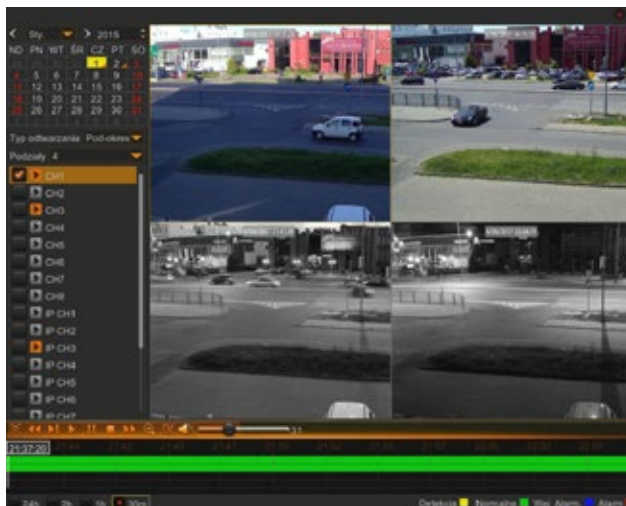 Sty. 2015
ND PN WT ŚR CZ PT SO
1 2 3
4 5 6 7 8 9 10
11 12 13 14 15 16 17
18 19 20 21 22 23 24
25 26 27 28 29 30 31
Typ odtwarzania Pod-okres
Podziały 4
CH1
CH2
CH3
CH4
CH5
CH6
CH7
CH8
IP CH1
IP CH2
IP CH3
IP CH4
IP CH5
IP CH6
IP CH7
21:37:20
24h 2h 1h 30m
Detekcja Normalne Wej. Alarm Alarm